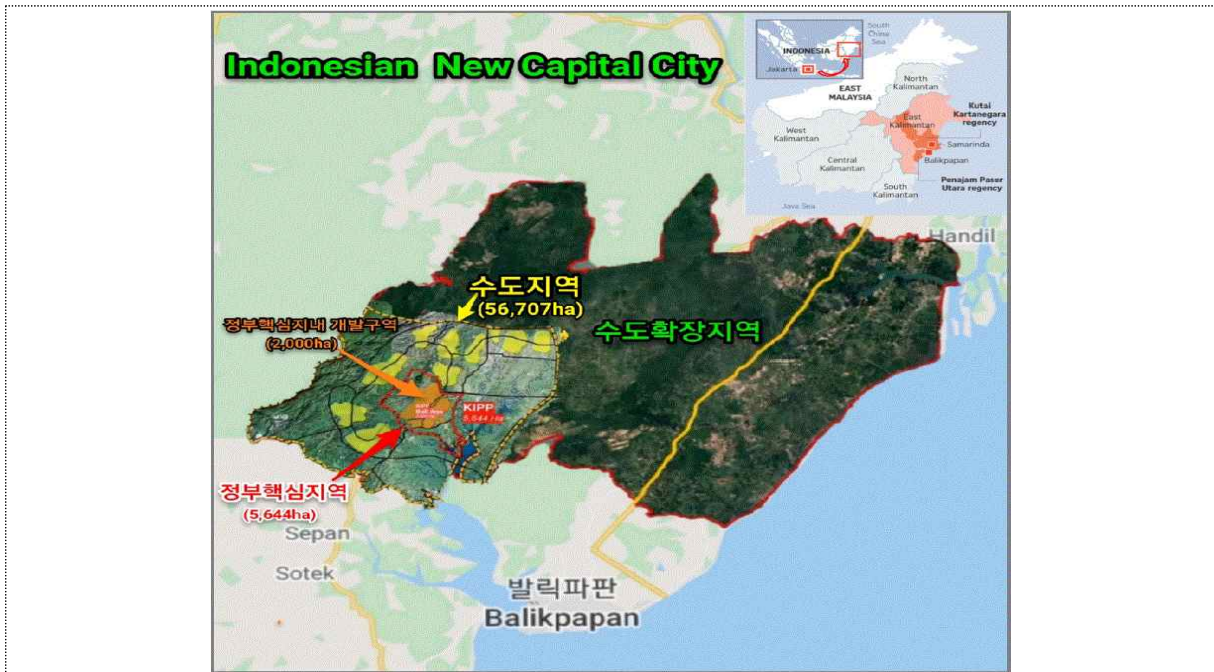 Indonesian New Capital City
South
China
Sea
INDONESIA
Jakarta
EAST
MALAYSIA
North
Kalimantan
Kutai
Kartanegara
regency
East
Kalimantan
West
Kalimantan
Samarinda
Central
Kalimantan
Balikpapan
Penajam Paser
Utara regency
South
Kalimantan
Java Sea
Handil
수도지역
(56,707ha)
수도확장지역
정부핵심지내 개발구역
(2,000ha)
KIPP
5,644 Ha
정부핵심지역
(5,644ha)
Sepan
Sotek
발릭파판
Balikpapan